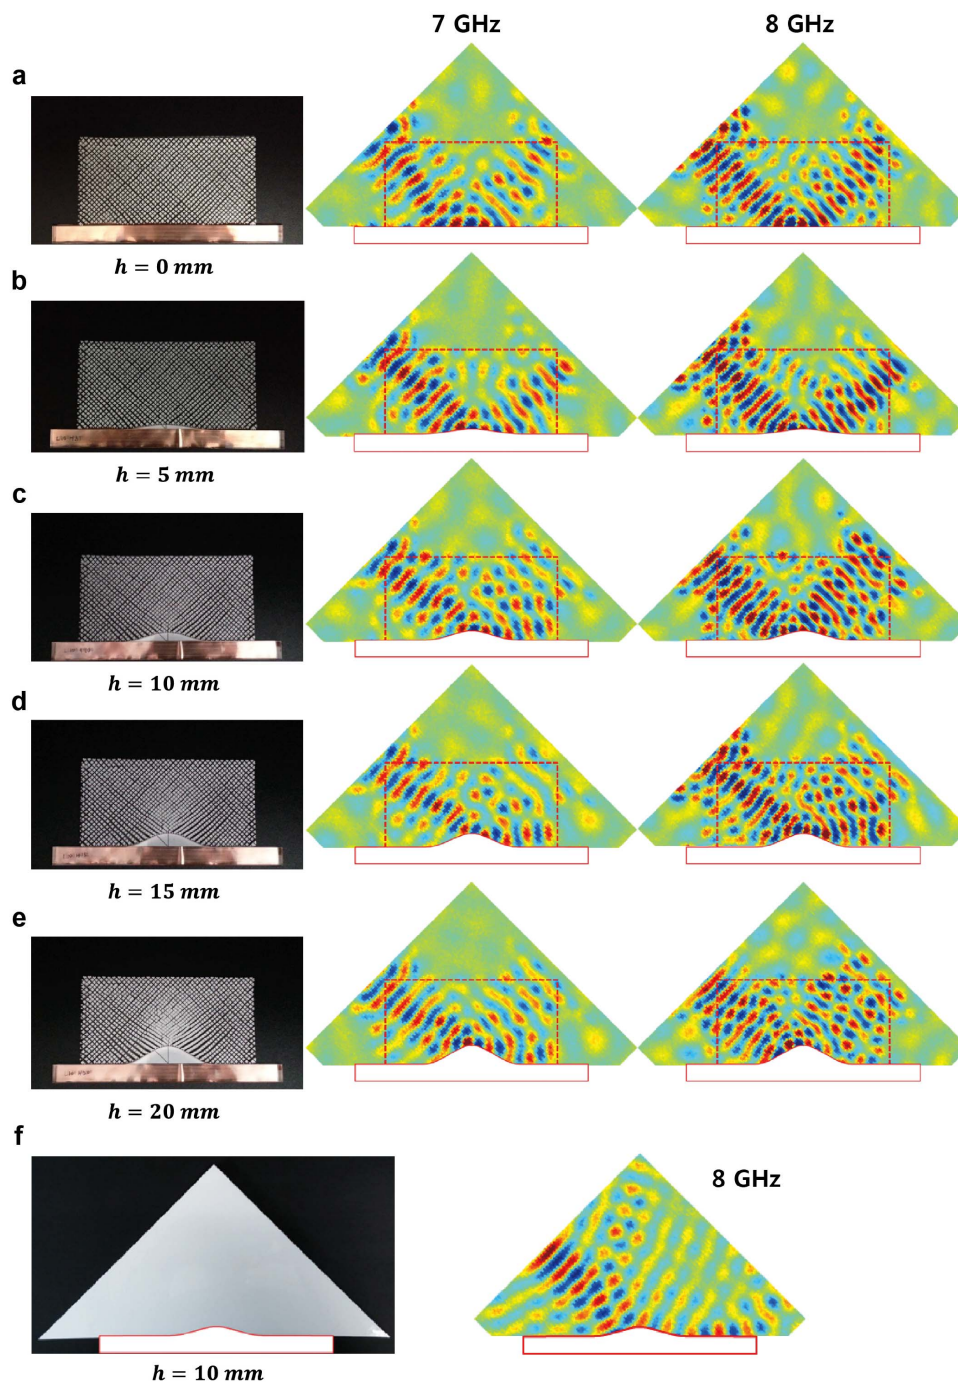 7 GHz
8 GHz
a
h = 0 mm
b
h = 5 mm
c
h = 10 mm
d
h = 15 mm
e
h = 20 mm
f
8 GHz
h = 10 mm